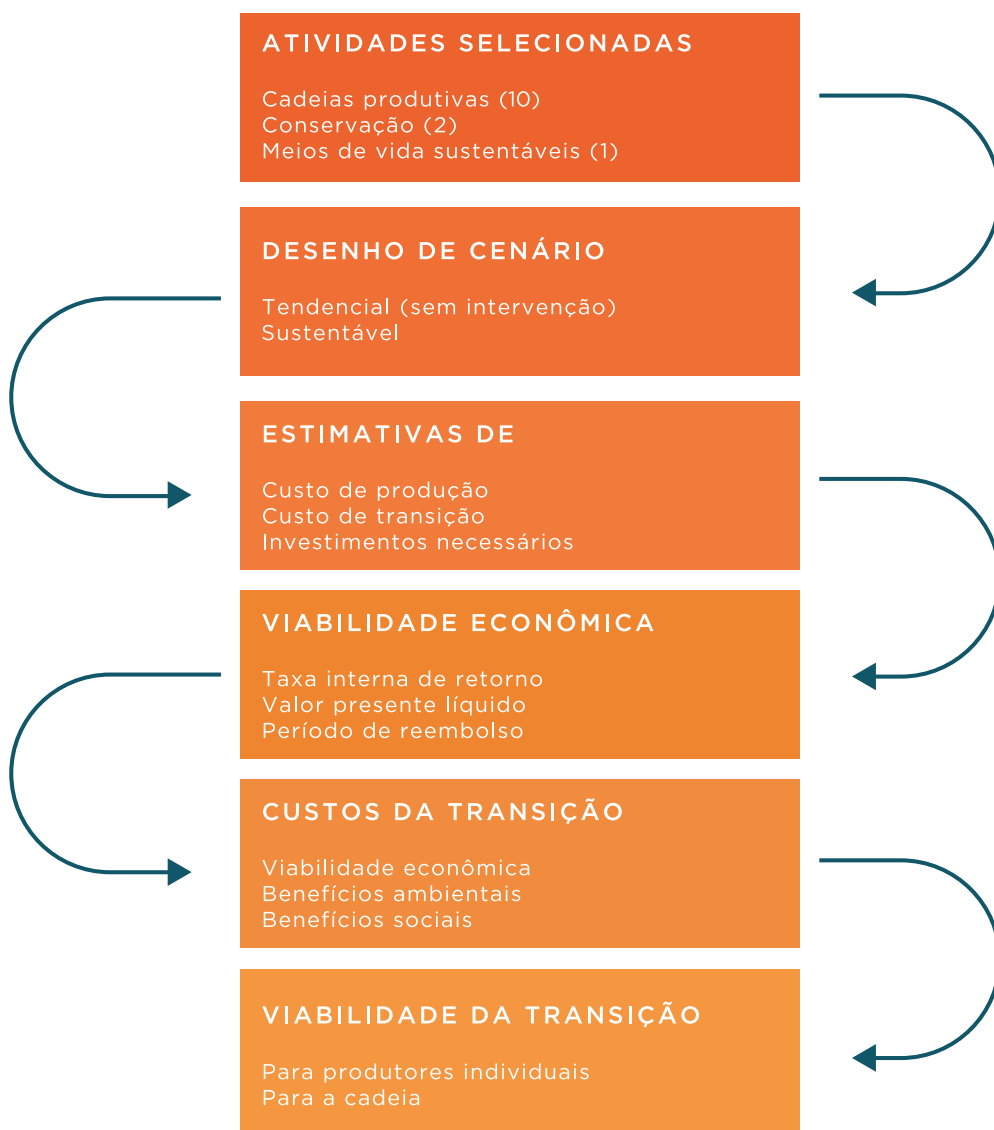 ATIVIDADES SELECIONADAS
Cadeias produtivas (10)
Conservação (2)
Meios de vida sustentáveis (1)
DESENHO DE CENÁRIO
Tendencial (sem intervenção)
Sustentável
ESTIMATIVAS DE
Custo de produção
Custo de transição
Investimentos necessários
VIABILIDADE ECONÔMICA
Taxa interna de retorno
Valor presente líquido
Período de reembolso
CUSTOS DA TRANSIÇÃO
Viabilidade econômica
Benefícios ambientais
Benefícios sociais
VIABILIDADE DA TRANSIÇÃO
Para produtores individuais
Para a cadeia